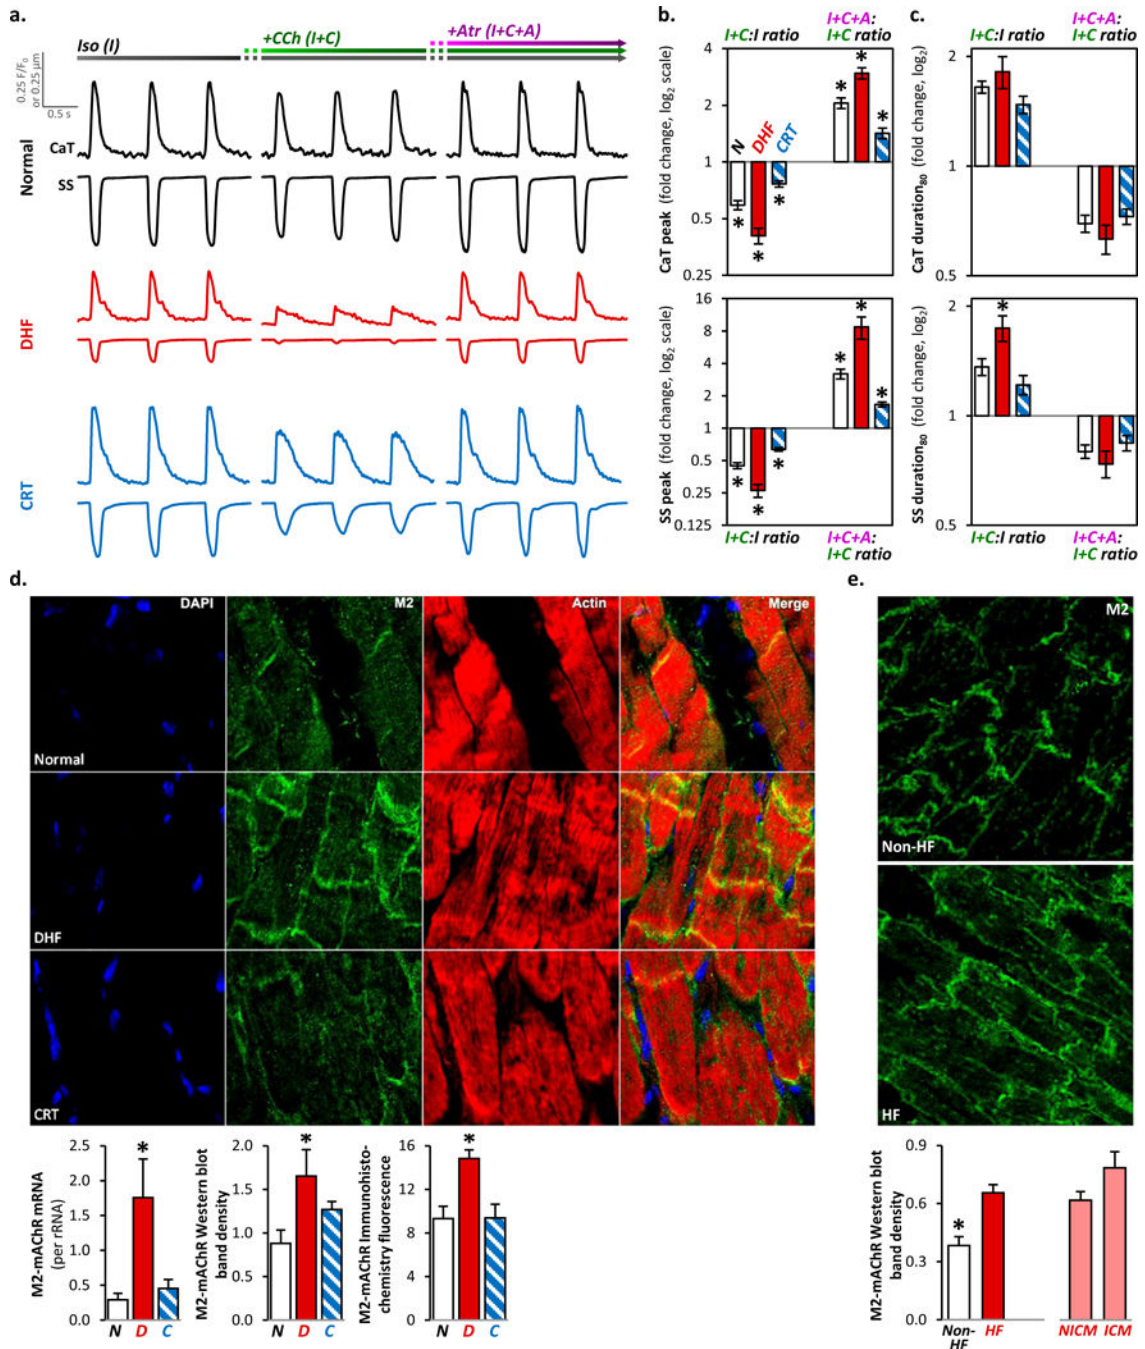 a.
Iso (I)
+CCh (I+C)
+Atr (I+C+A)
0.25 F/F₀
or 0.25 µm
0.5 s
Normal
CaT
SS
DHF
CRT
b.
I+C:I ratio
I+C+A:
I+C ratio
CaT peak (fold change, log₂ scale)
4
2
1
0.5
0.25
N
DHF
CRT
*
*
*
*
*
*
SS peak (fold change, log₂ scale)
16
8
4
2
1
0.5
0.25
0.125
*
*
*
*
*
*
I+C:I ratio
I+C+A:
I+C ratio
c.
I+C:I ratio
I+C+A:
I+C ratio
CaT duration₈₀ (fold change, log₂)
2
1
0.5
SS duration₈₀ (fold change, log₂)
2
1
0.5
*
I+C:I ratio
I+C+A:
I+C ratio
d.
DAPI
M2
Actin
Merge
Normal
DHF
CRT
M2-mAChR mRNA
(per rRNA)
2.5
2.0
1.5
1.0
0.5
0.0
*
N
D
C
M2-mAChR Western blot
band density
2.0
1.5
1.0
0.5
0.0
*
N
D
C
M2-mAChR Immunohisto-
chemistry fluorescence
16
12
8
4
0
*
N
D
C
e.
M2
Non-HF
HF
M2-mAChR Western blot
band density
0.9
0.6
0.3
0.0
*
Non-
HF
HF
NICM
ICM